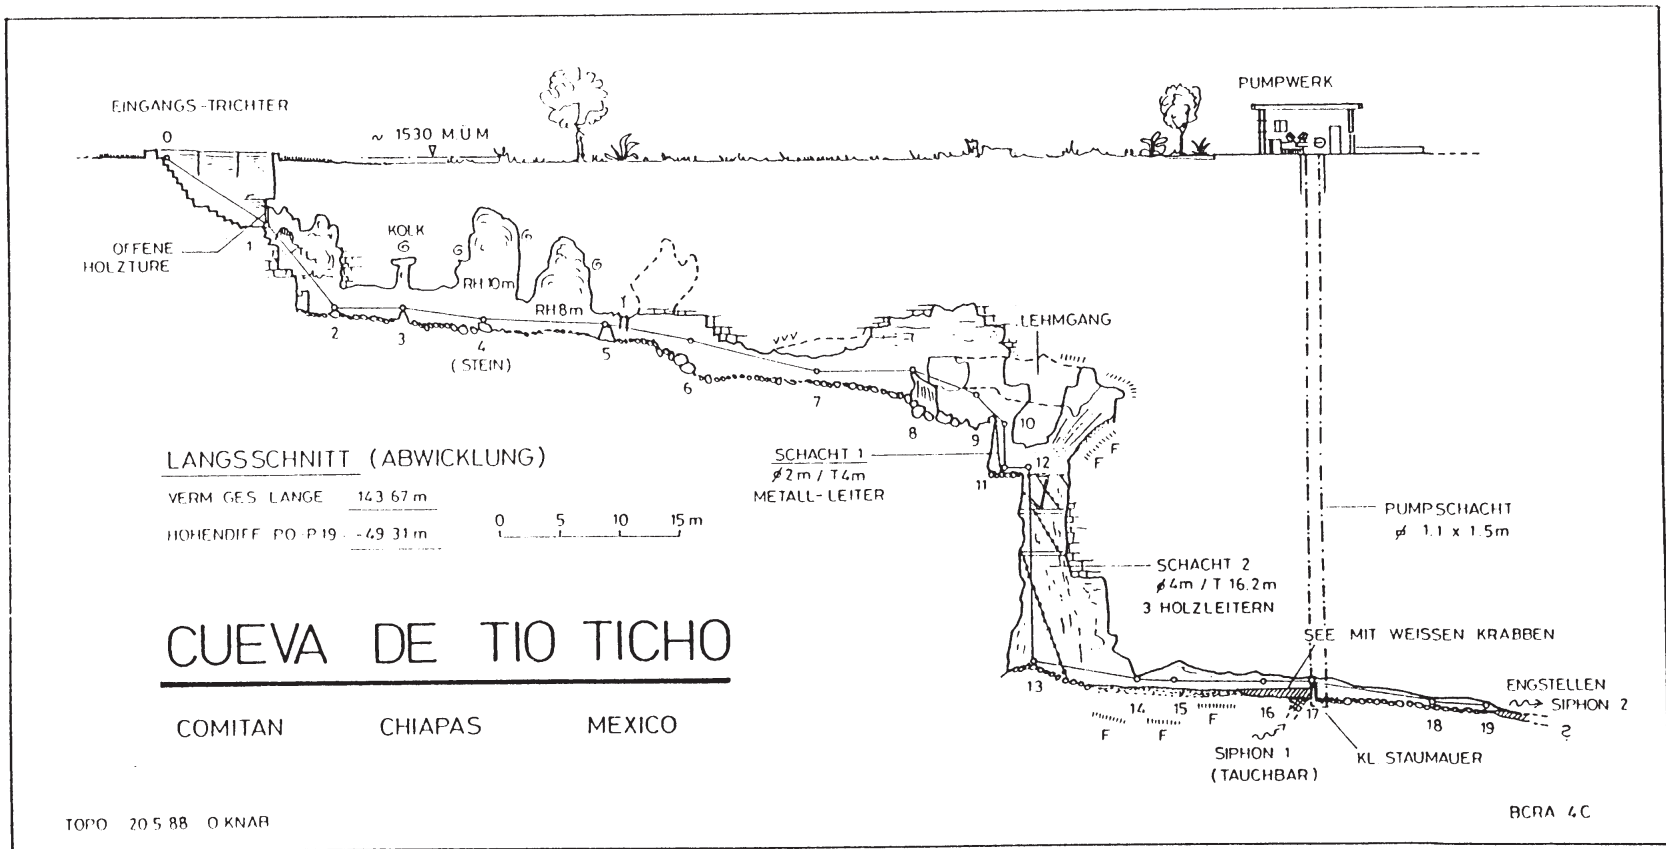 EINGANGS-TRICHTER
PUMPWERK
0
~ 1530 M.Ü.M
OFFENE
HOLZTURE
1
KOLK
RH 10m
RH 8m
LEHMGANG
2
3
4
(STEIN)
5
6
7
8
9
10
11
12
F
F
LANGSSCHNITT (ABWICKLUNG)
VERM GES LANGE 143 67 m
HOHENDIFF P0-P19 -49 31 m
0 5 10 15 m
SCHACHT 1
ø2m / T4m
METALL-LEITER
PUMPSCHACHT
ø 1.1 x 1.5m
SCHACHT 2
ø4m / T 16.2m
3 HOLZLEITERN
CUEVA DE TIO TICHO
COMITAN CHIAPAS MEXICO
SEE MIT WEISSEN KRABBEN
13
14
15
16
17
18
19
F
F
F
ENGSTELLEN
SIPHON 2
?
SIPHON 1
(TAUCHBAR)
KL STAUMAUER
TOPO 20 5 88 O KNAB
BCRA 4C